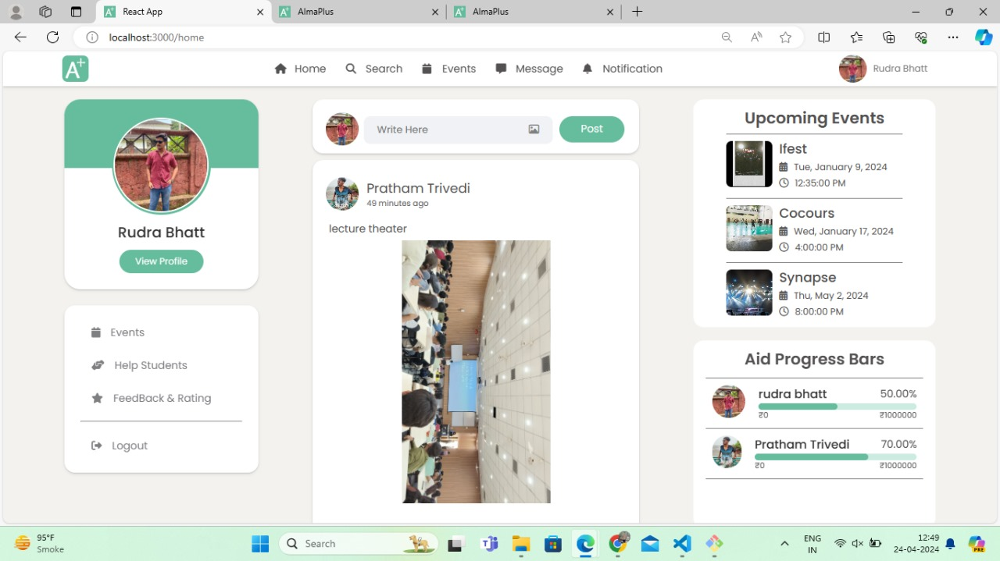 React App
AlmaPlus
AlmaPlus
localhost:3000/home
A+
Home
Search
Events
Message
Notification
Rudra Bhatt
Rudra Bhatt
View Profile
Events
Help Students
FeedBack & Rating
Logout
Write Here
Post
Pratham Trivedi
49 minutes ago
lecture theater
Upcoming Events
Ifest
Tue, January 9, 2024
12:35:00 PM
Cocours
Wed, January 17, 2024
4:00:00 PM
Synapse
Thu, May 2, 2024
8:00:00 PM
Aid Progress Bars
rudra bhatt 50.00%
₹0 ₹1000000
Pratham Trivedi 70.00%
₹0 ₹1000000
95°F
Smoke
Search
ENG
IN
12:49
24-04-2024
PRE